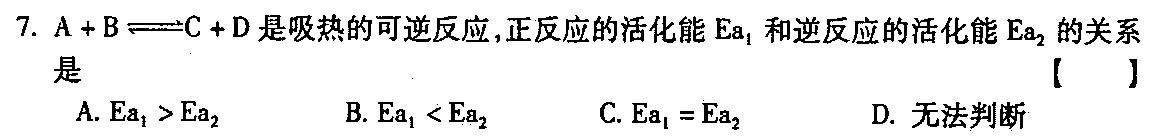 7. A + B ⇌ C + D 是吸热的可逆反应,正反应的活化能 Ea₁ 和逆反应的活化能 Ea₂ 的关系
是 【 】
A. Ea₁ > Ea₂ B. Ea₁ < Ea₂ C. Ea₁ = Ea₂ D. 无法判断